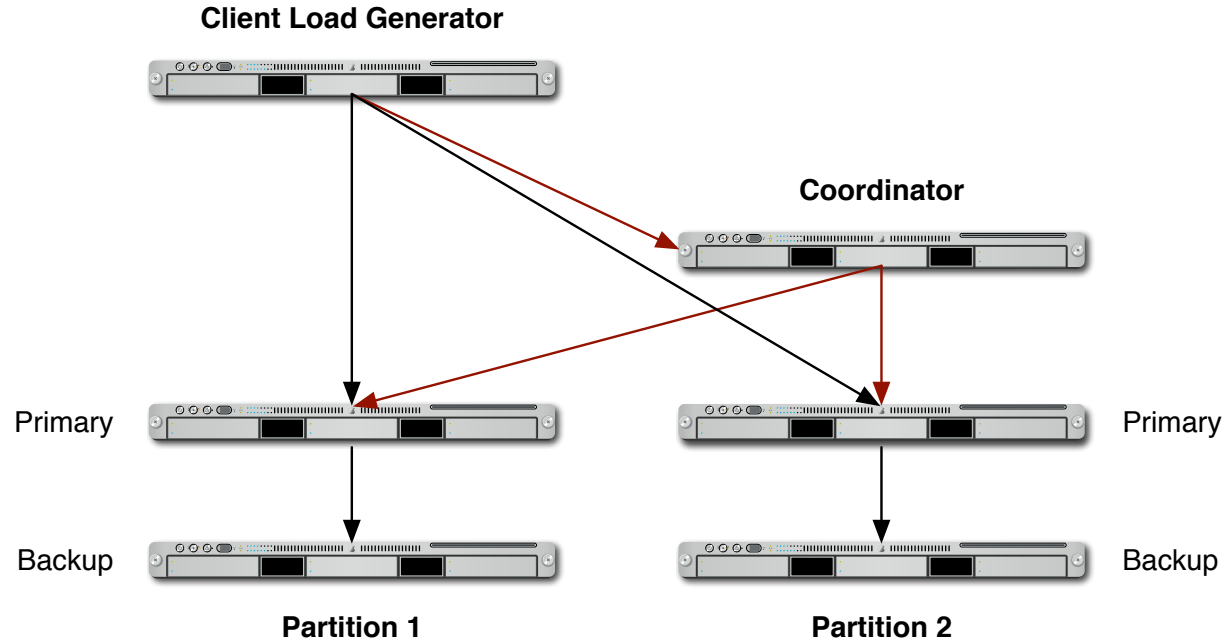 Client Load Generator
Coordinator
Primary
Primary
Backup
Backup
Partition 1
Partition 2